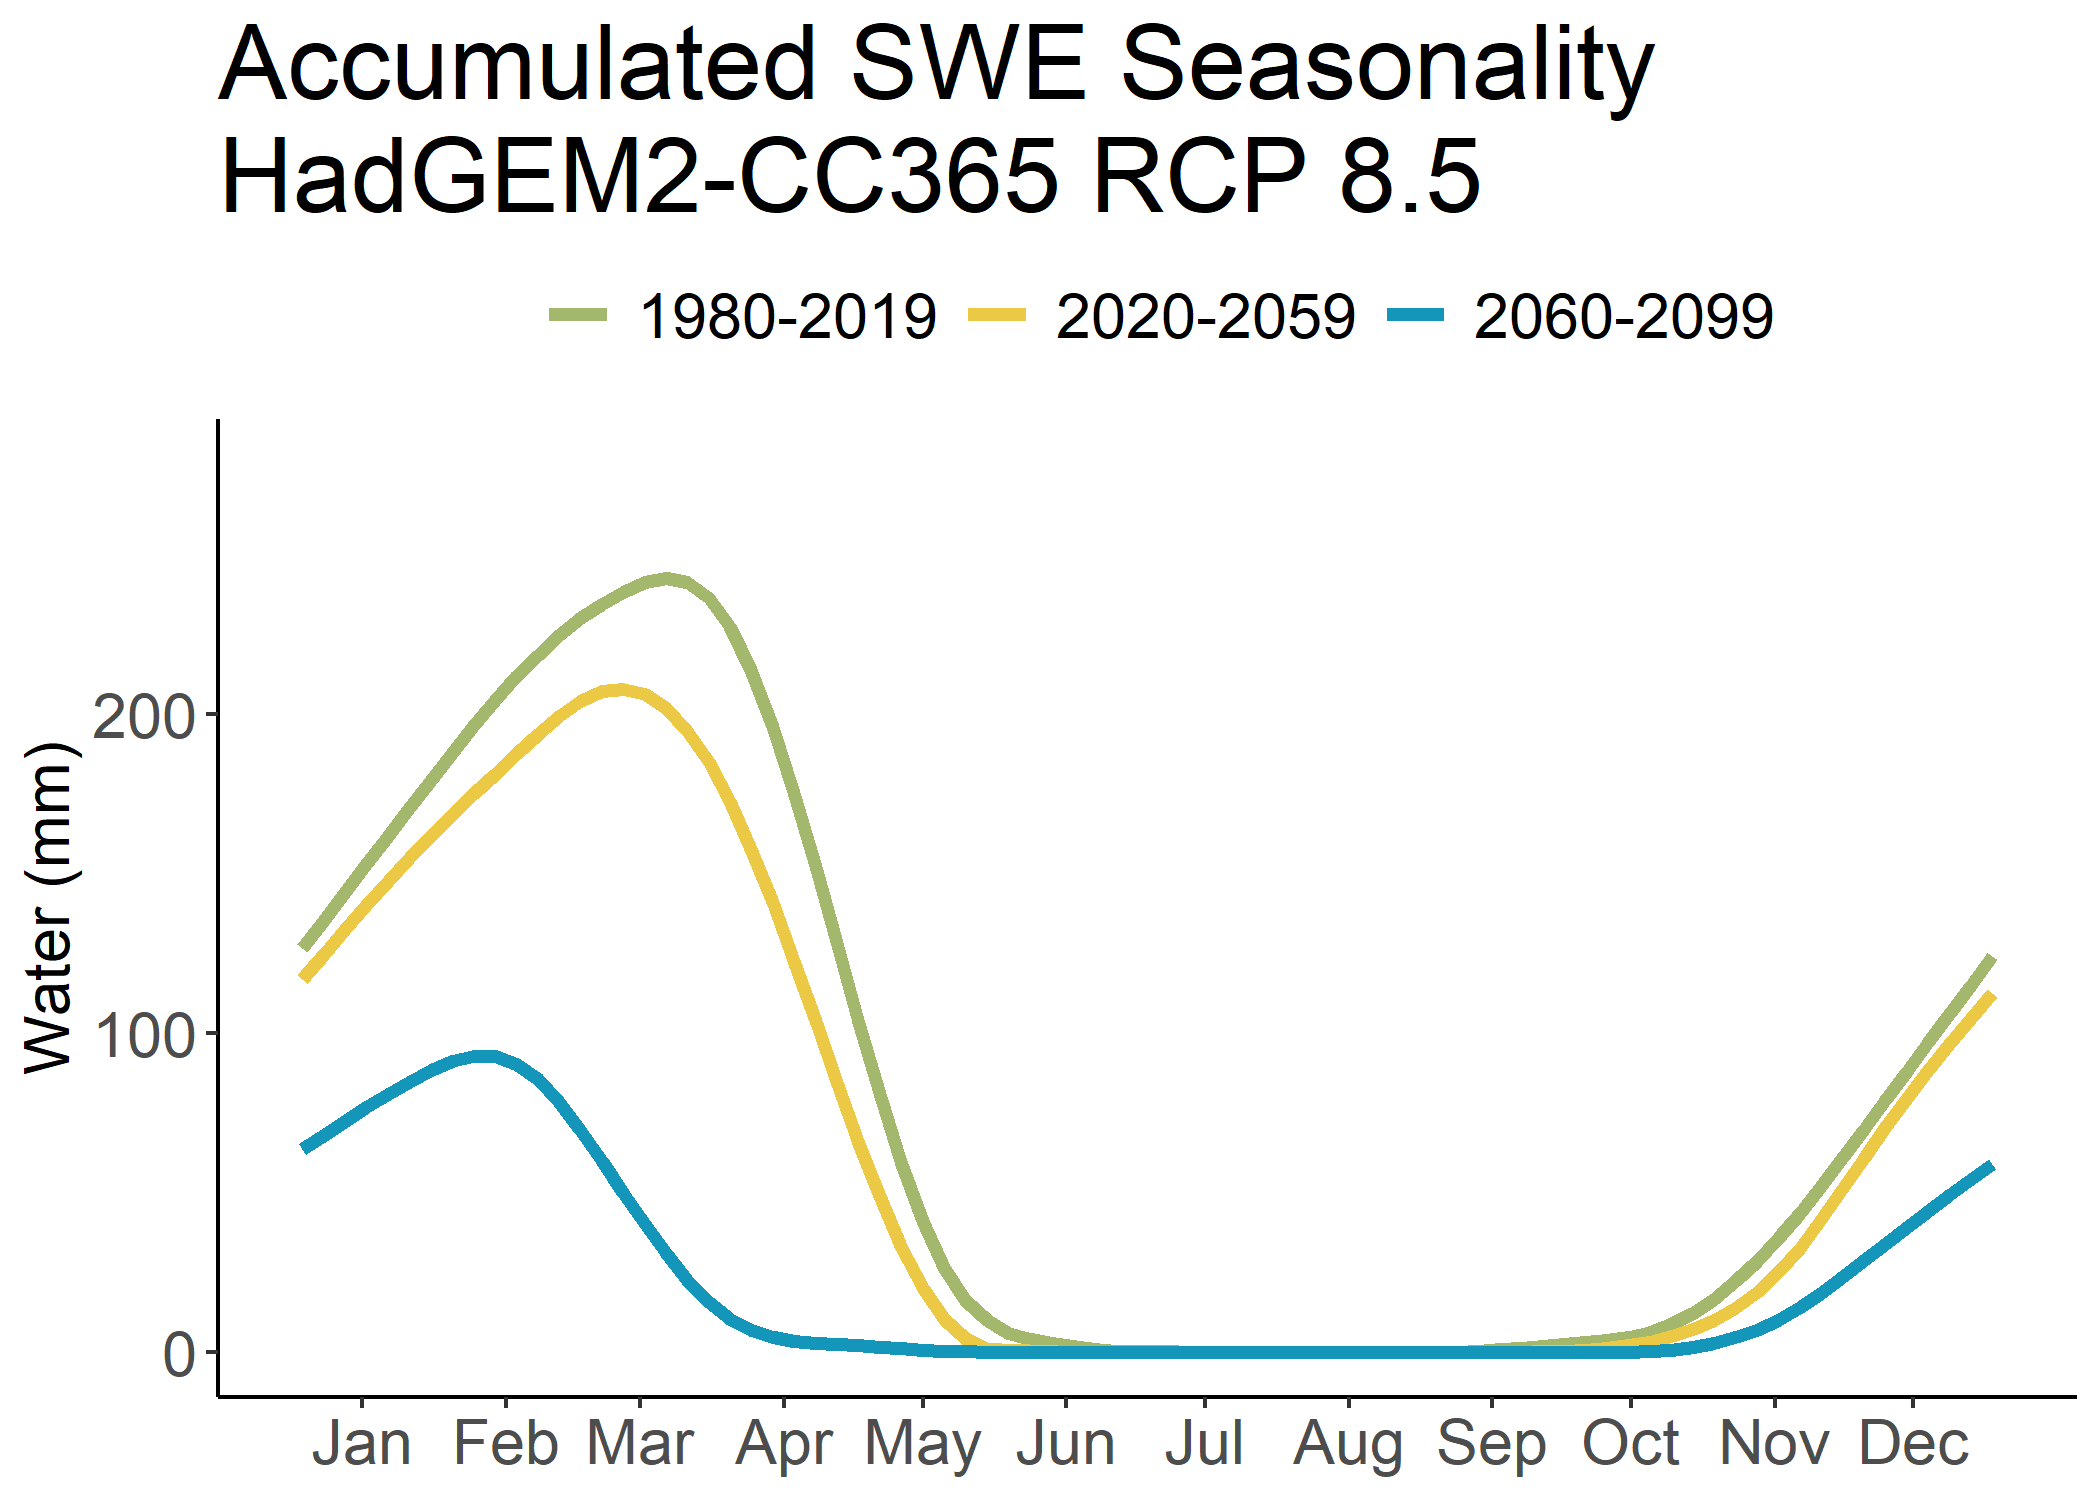 Accumulated SWE Seasonality
HadGEM2-CC365 RCP 8.5
1980-2019 2020-2059 2060-2099
Water (mm)
200
100
0
Jan Feb Mar Apr May Jun Jul Aug Sep Oct Nov Dec